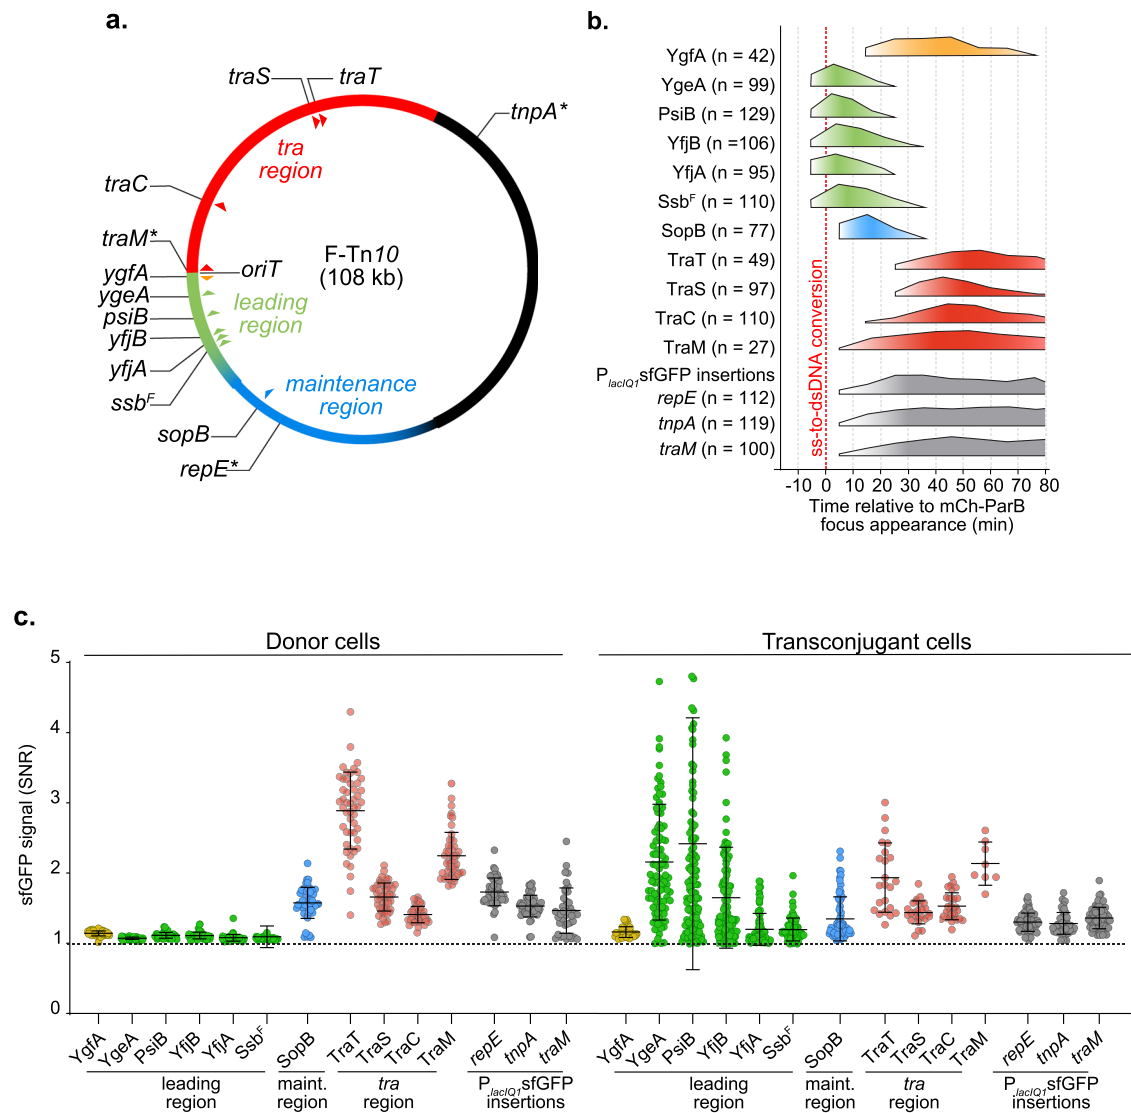 a.
traS
traT
tnpA*
tra
region
traC
traM*
oriT
ygfA
ygeA
psiB
yfjB
yfjA
ssbF
F-Tn10
(108 kb)
leading
region
maintenance
region
sopB
repE*
b.
YgfA (n = 42)
YgeA (n = 99)
PsiB (n = 129)
YfjB (n =106)
YfjA (n = 95)
SsbF (n = 110)
SopB (n = 77)
TraT (n = 49)
TraS (n = 97)
TraC (n = 110)
TraM (n = 27)
PlacIQ1sfGFP insertions
repE (n = 112)
tnpA (n = 119)
traM (n = 100)
ss-to-dsDNA conversion
-10 0 10 20 30 40 50 60 70 80
Time relative to mCh-ParB
focus appearance (min)
c.
Donor cells
Transconjugant cells
sfGFP signal (SNR)
5
4
3
2
1
0
YgfA YgeA PsiB YfjB YfjA SsbF SopB TraT TraS TraC TraM repE tnpA traM
leading
region
maint.
region
tra
region
PlacIQ1sfGFP
insertions
YgfA YgeA PsiB YfjB YfjA SsbF SopB TraT TraS TraC TraM repE tnpA traM
leading
region
maint.
region
tra
region
PlacIQ1sfGFP
insertions